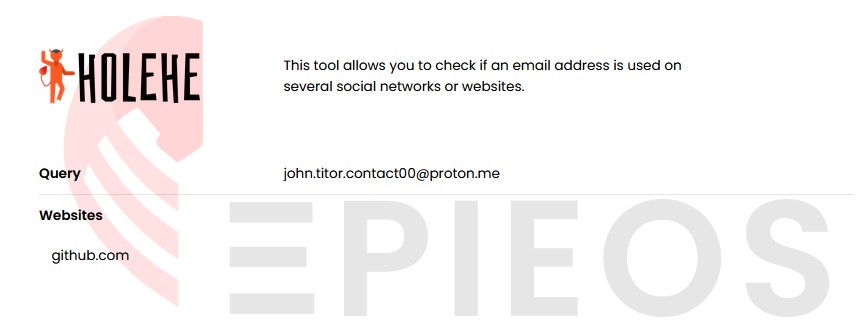 HOLEHE
This tool allows you to check if an email address is used on
several social networks or websites.
Query
john.titor.contact00@proton.me
Websites
github.com
EPIEOS